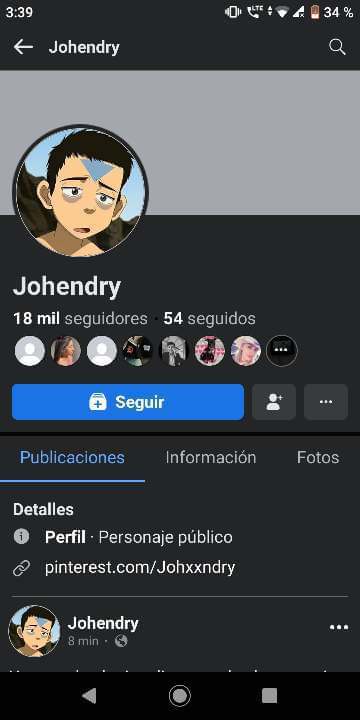 3:39 LTE 34 %
Johendry
Johendry
18 mil seguidores · 54 seguidos
Seguir
Publicaciones Información Fotos
Detalles
Perfil · Personaje público
pinterest.com/Johxxndry
Johendry
8 min ·